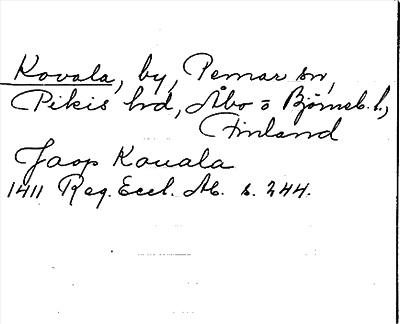 Kovala, by, Pemar sn,
Pikis hd, Åbo o Björneb. l.,
Finland
Jaop Kouala
1411 Reg. Eccl. Ab. s. 244.